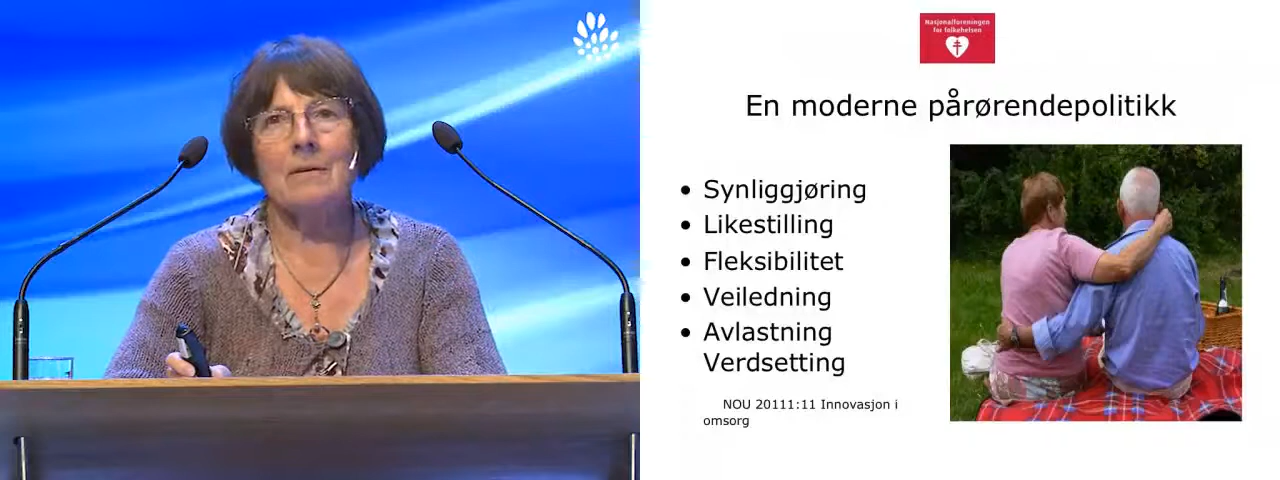 Nasjonalforeningen
for folkehelsen
En moderne pårørendepolitikk
• Synliggjøring
• Likestilling
• Fleksibilitet
• Veiledning
• Avlastning
Verdsetting
NOU 20111:11 Innovasjon i
omsorg